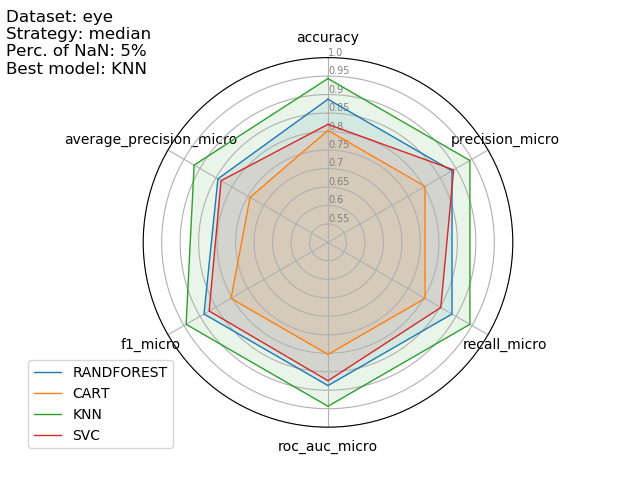 Dataset: eye
Strategy: median
Perc. of NaN: 5%
Best model: KNN
accuracy
1.0
0.95
0.9
0.85
0.8
0.75
0.7
0.65
0.6
0.55
average_precision_micro
precision_micro
f1_micro
recall_micro
roc_auc_micro
RANDFOREST
CART
KNN
SVC